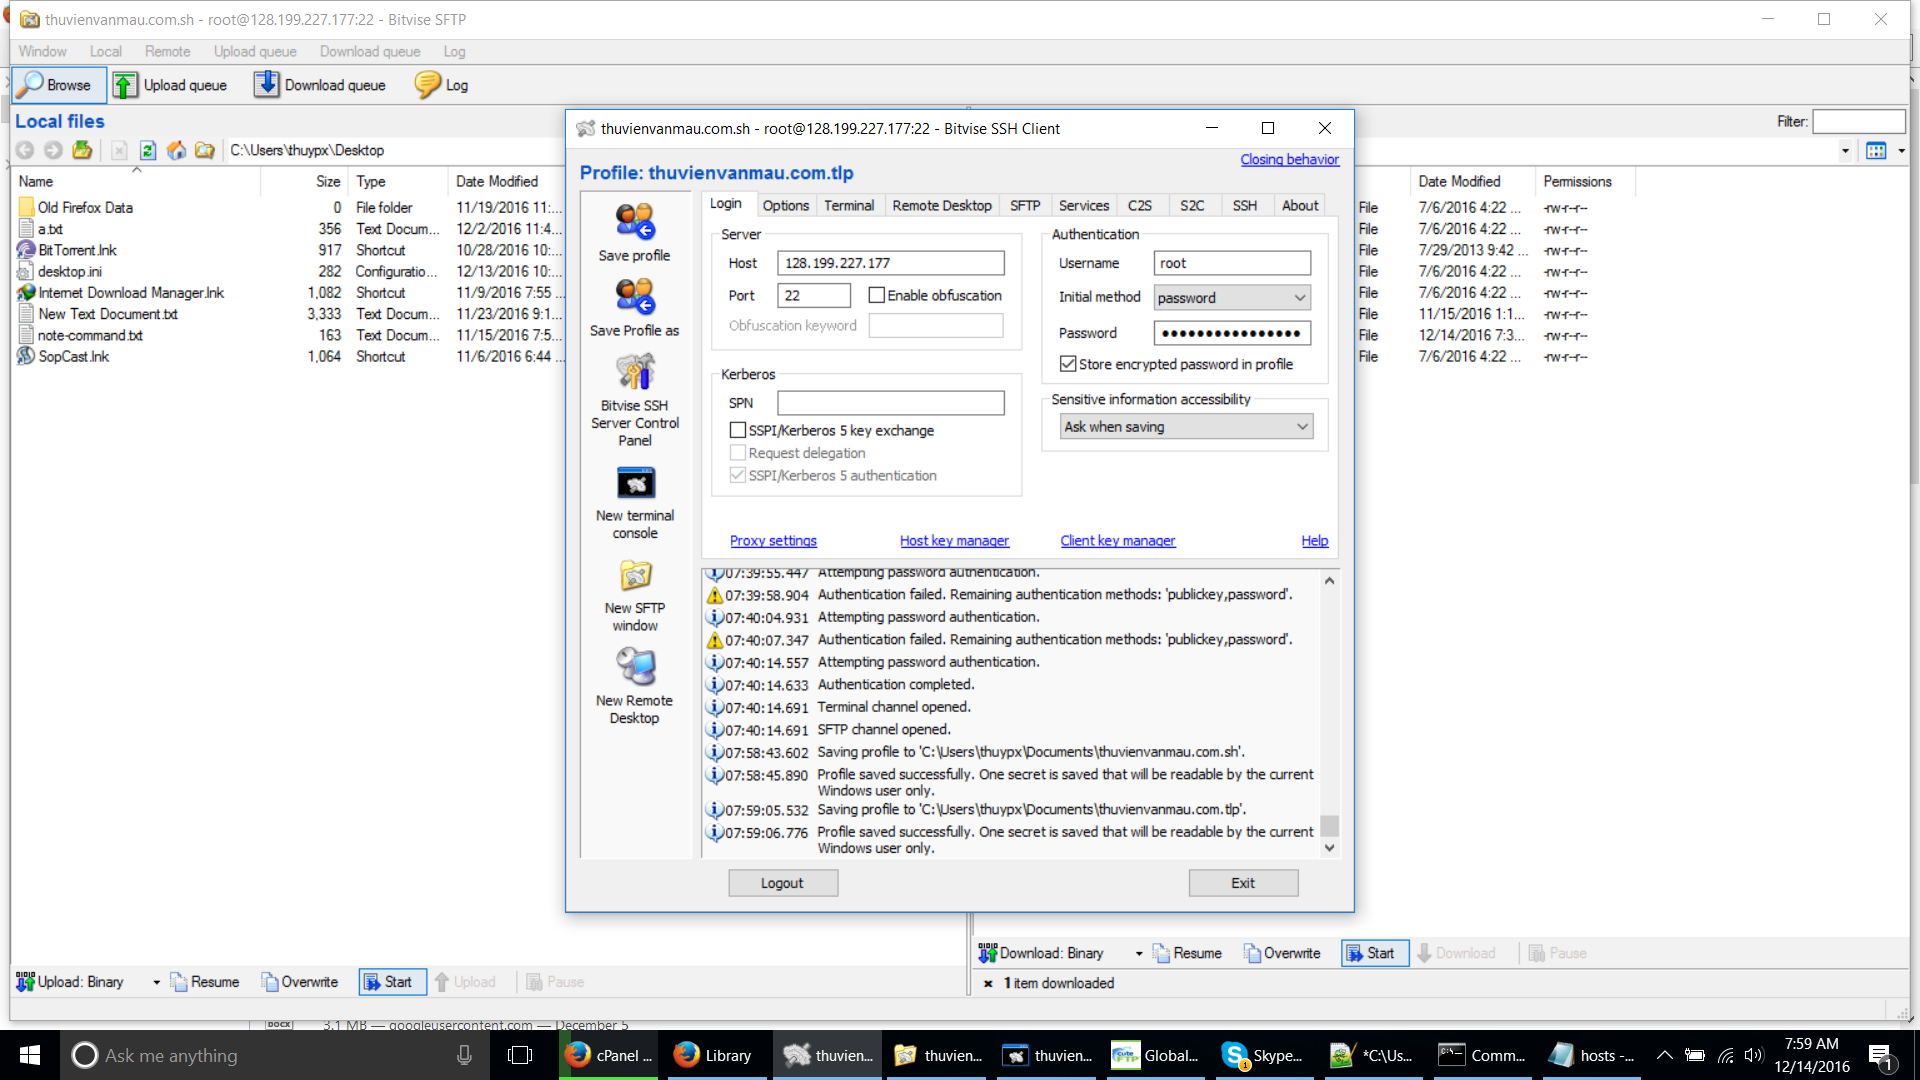 thuvienvanmau.com.sh - root@128.199.227.177:22 - Bitvise SFTP
Window Local Remote Upload queue Download queue Log
Browse Upload queue Download queue Log
Local files
Filter:
C:\Users\thuypx\Desktop
Name Size Type Date Modified
Old Firefox Data 0 File folder 11/19/2016 11:...
a.txt 356 Text Docum... 12/2/2016 11:4...
BitTorrent.lnk 917 Shortcut 10/28/2016 10:...
desktop.ini 282 Configuratio... 12/13/2016 10:...
Internet Download Manager.lnk 1,082 Shortcut 11/9/2016 7:55 ...
New Text Document.txt 3,333 Text Docum... 11/23/2016 9:1...
note-command.txt 163 Text Docum... 11/15/2016 7:5...
SopCast.lnk 1,064 Shortcut 11/6/2016 6:44 ...
Date Modified Permissions
File 7/6/2016 4:22 ... -rw-r--r--
File 7/6/2016 4:22 ... -rw-r--r--
File 7/29/2013 9:42 ... -rw-r--r--
File 7/6/2016 4:22 ... -rw-r--r--
File 7/6/2016 4:22 ... -rw-r--r--
File 11/15/2016 1:1... -rw-r--r--
File 12/14/2016 7:3... -rw-r--r--
File 7/6/2016 4:22 ... -rw-r--r--
thuvienvanmau.com.sh - root@128.199.227.177:22 - Bitvise SSH Client
Closing behavior
Profile: thuvienvanmau.com.tlp
Save profile
Save Profile as
Bitvise SSH
Server Control
Panel
New terminal
console
New SFTP
window
New Remote
Desktop
Login Options Terminal Remote Desktop SFTP Services C2S S2C SSH About
Server
Host 128.199.227.177
Port 22 Enable obfuscation
Obfuscation keyword
Kerberos
SPN
SSPI/Kerberos 5 key exchange
Request delegation
SSPI/Kerberos 5 authentication
Authentication
Username root
Initial method password
Password
Store encrypted password in profile
Sensitive information accessibility
Ask when saving
Proxy settings Host key manager Client key manager Help
07:39:55.447 Attempting password authentication.
07:39:58.904 Authentication failed. Remaining authentication methods: 'publickey,password'.
07:40:04.931 Attempting password authentication.
07:40:07.347 Authentication failed. Remaining authentication methods: 'publickey,password'.
07:40:14.557 Attempting password authentication.
07:40:14.633 Authentication completed.
07:40:14.691 Terminal channel opened.
07:40:14.691 SFTP channel opened.
07:58:43.602 Saving profile to 'C:\Users\thuypx\Documents\thuvienvanmau.com.sh'.
07:58:45.890 Profile saved successfully. One secret is saved that will be readable by the current
Windows user only.
07:59:05.532 Saving profile to 'C:\Users\thuypx\Documents\thuvienvanmau.com.tlp'.
07:59:06.776 Profile saved successfully. One secret is saved that will be readable by the current
Windows user only.
Logout Exit
Download: Binary Resume Overwrite Start Download Pause
1 item downloaded
Upload: Binary Resume Overwrite Start Upload Pause
DOCX 3.1 MB — googleusercontent.com — December 5
Ask me anything
cPanel ... Library thuvien... thuvien... thuvien... Global... Skype... *C:\Us... Comm... hosts -...
7:59 AM
12/14/2016
1